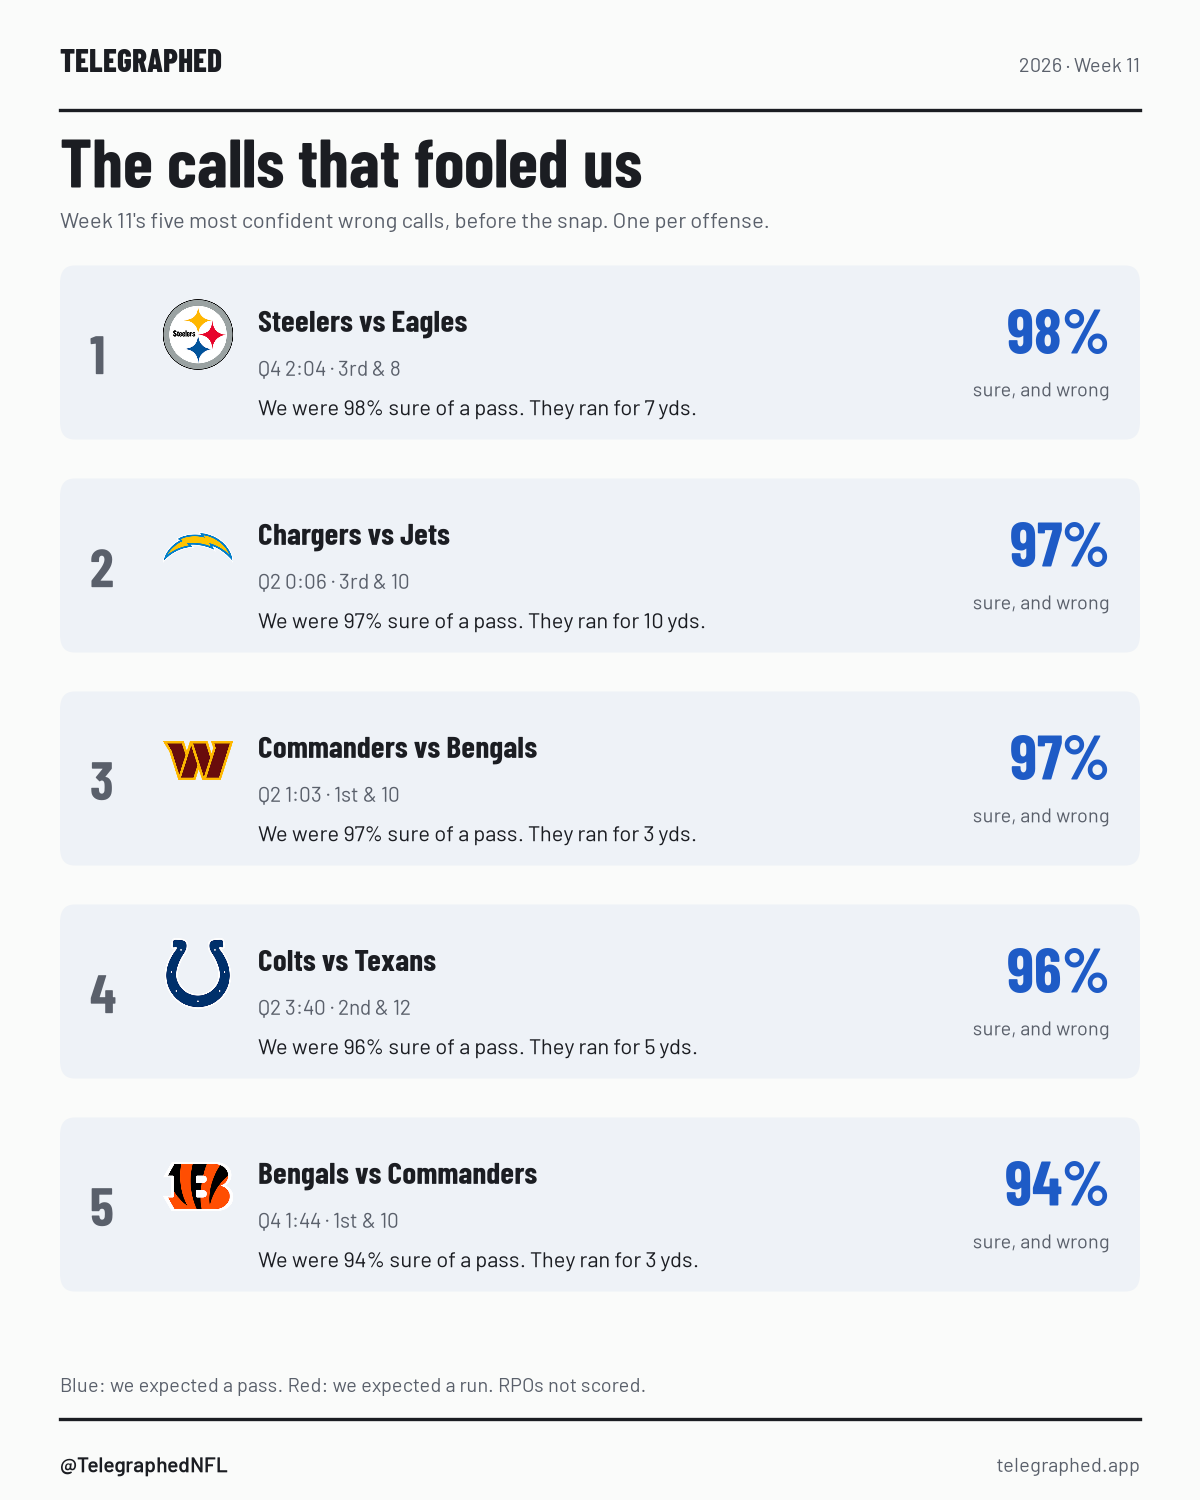 TELEGRAPHED
2026 · Week 11
The calls that fooled us
Week 11's five most confident wrong calls, before the snap. One per offense.
1
Steelers
Steelers vs Eagles
Q4 2:04 · 3rd & 8
We were 98% sure of a pass. They ran for 7 yds.
98%
sure, and wrong
2
Chargers vs Jets
Q2 0:06 · 3rd & 10
We were 97% sure of a pass. They ran for 10 yds.
97%
sure, and wrong
3
W
Commanders vs Bengals
Q2 1:03 · 1st & 10
We were 97% sure of a pass. They ran for 3 yds.
97%
sure, and wrong
4
Colts vs Texans
Q2 3:40 · 2nd & 12
We were 96% sure of a pass. They ran for 5 yds.
96%
sure, and wrong
5
B
Bengals vs Commanders
Q4 1:44 · 1st & 10
We were 94% sure of a pass. They ran for 3 yds.
94%
sure, and wrong
Blue: we expected a pass. Red: we expected a run. RPOs not scored.
@TelegraphedNFL
telegraphed.app